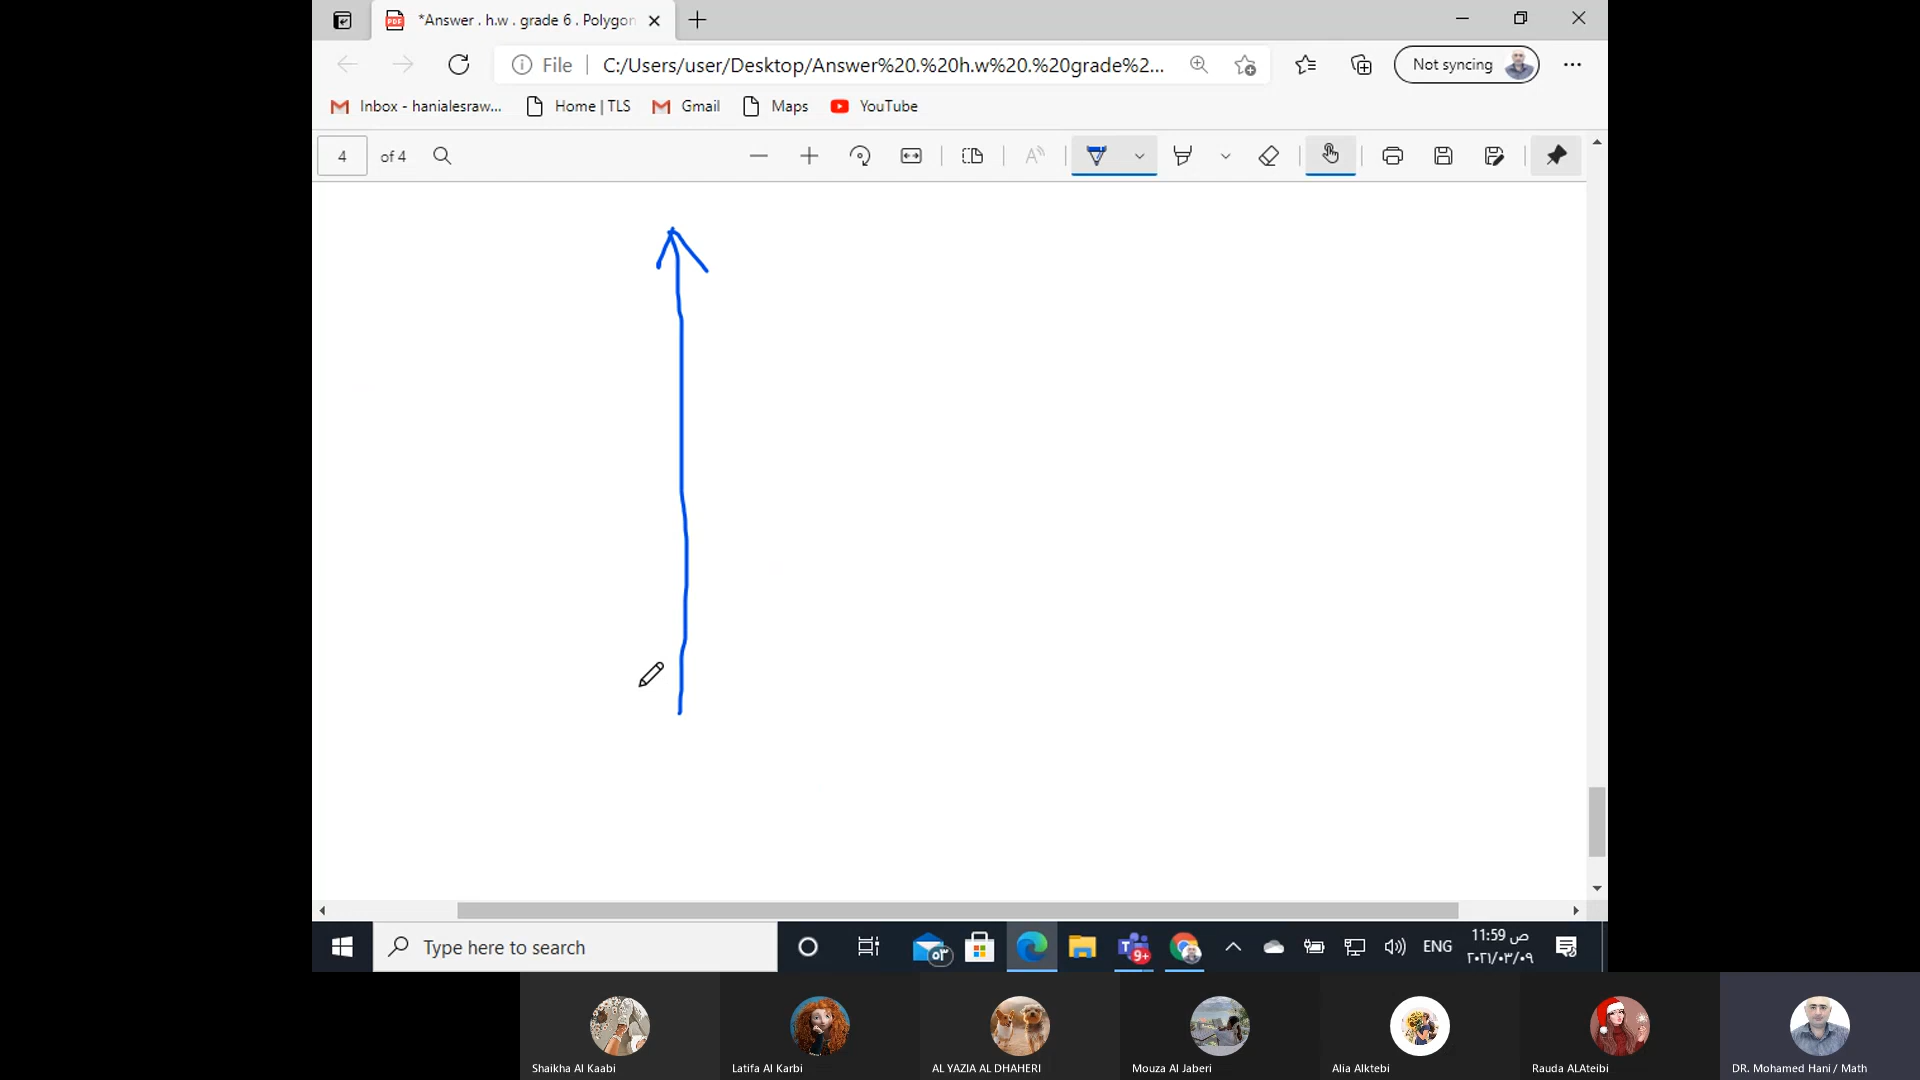 *Answer . h.w . grade 6 . Polygon
File
C:/Users/user/Desktop/Answer%20.%20h.w%20.%20grade%2...
Not syncing
Inbox - hanialesraw...
Home | TLS
Gmail
Maps
YouTube
4 of 4
Type here to search
٥٣
9+
ENG
11:59 ص
٢٠٢١/٠٣/٠٩
Shaikha Al Kaabi
Latifa Al Karbi
AL YAZIA AL DHAHERI
Mouza Al Jaberi
Alia Alktebi
Rauda ALAteibi
DR. Mohamed Hani / Math